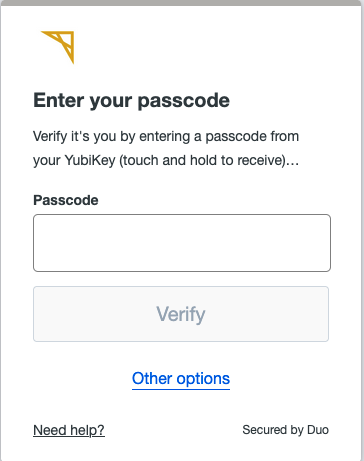 Enter your passcode
Verify it's you by entering a passcode from
your YubiKey (touch and hold to receive)...
Passcode
Verify
Other options
Need help?
Secured by Duo